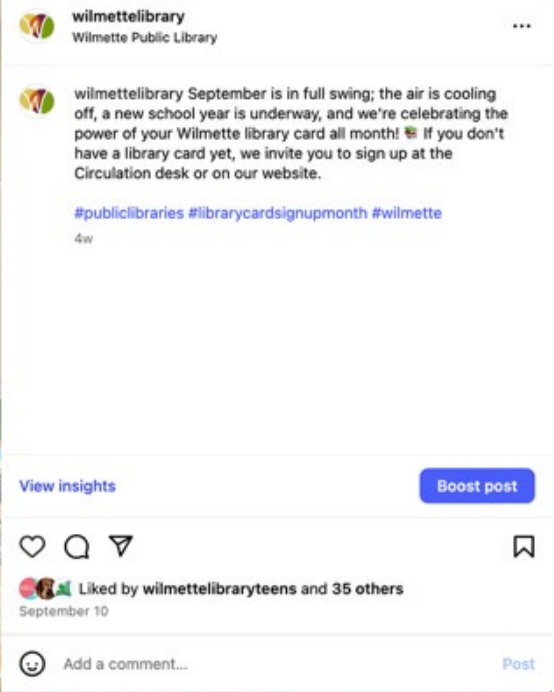 wilmettelibrary
Wilmette Public Library
wilmettelibrary September is in full swing; the air is cooling
off, a new school year is underway, and we're celebrating the
power of your Wilmette library card all month! 📚 If you don't
have a library card yet, we invite you to sign up at the
Circulation desk or on our website.
#publiclibraries #librarycardsignupmonth #wilmette
4w
View insights
Boost post
Liked by wilmettelibraryteens and 35 others
September 10
Add a comment...
Post